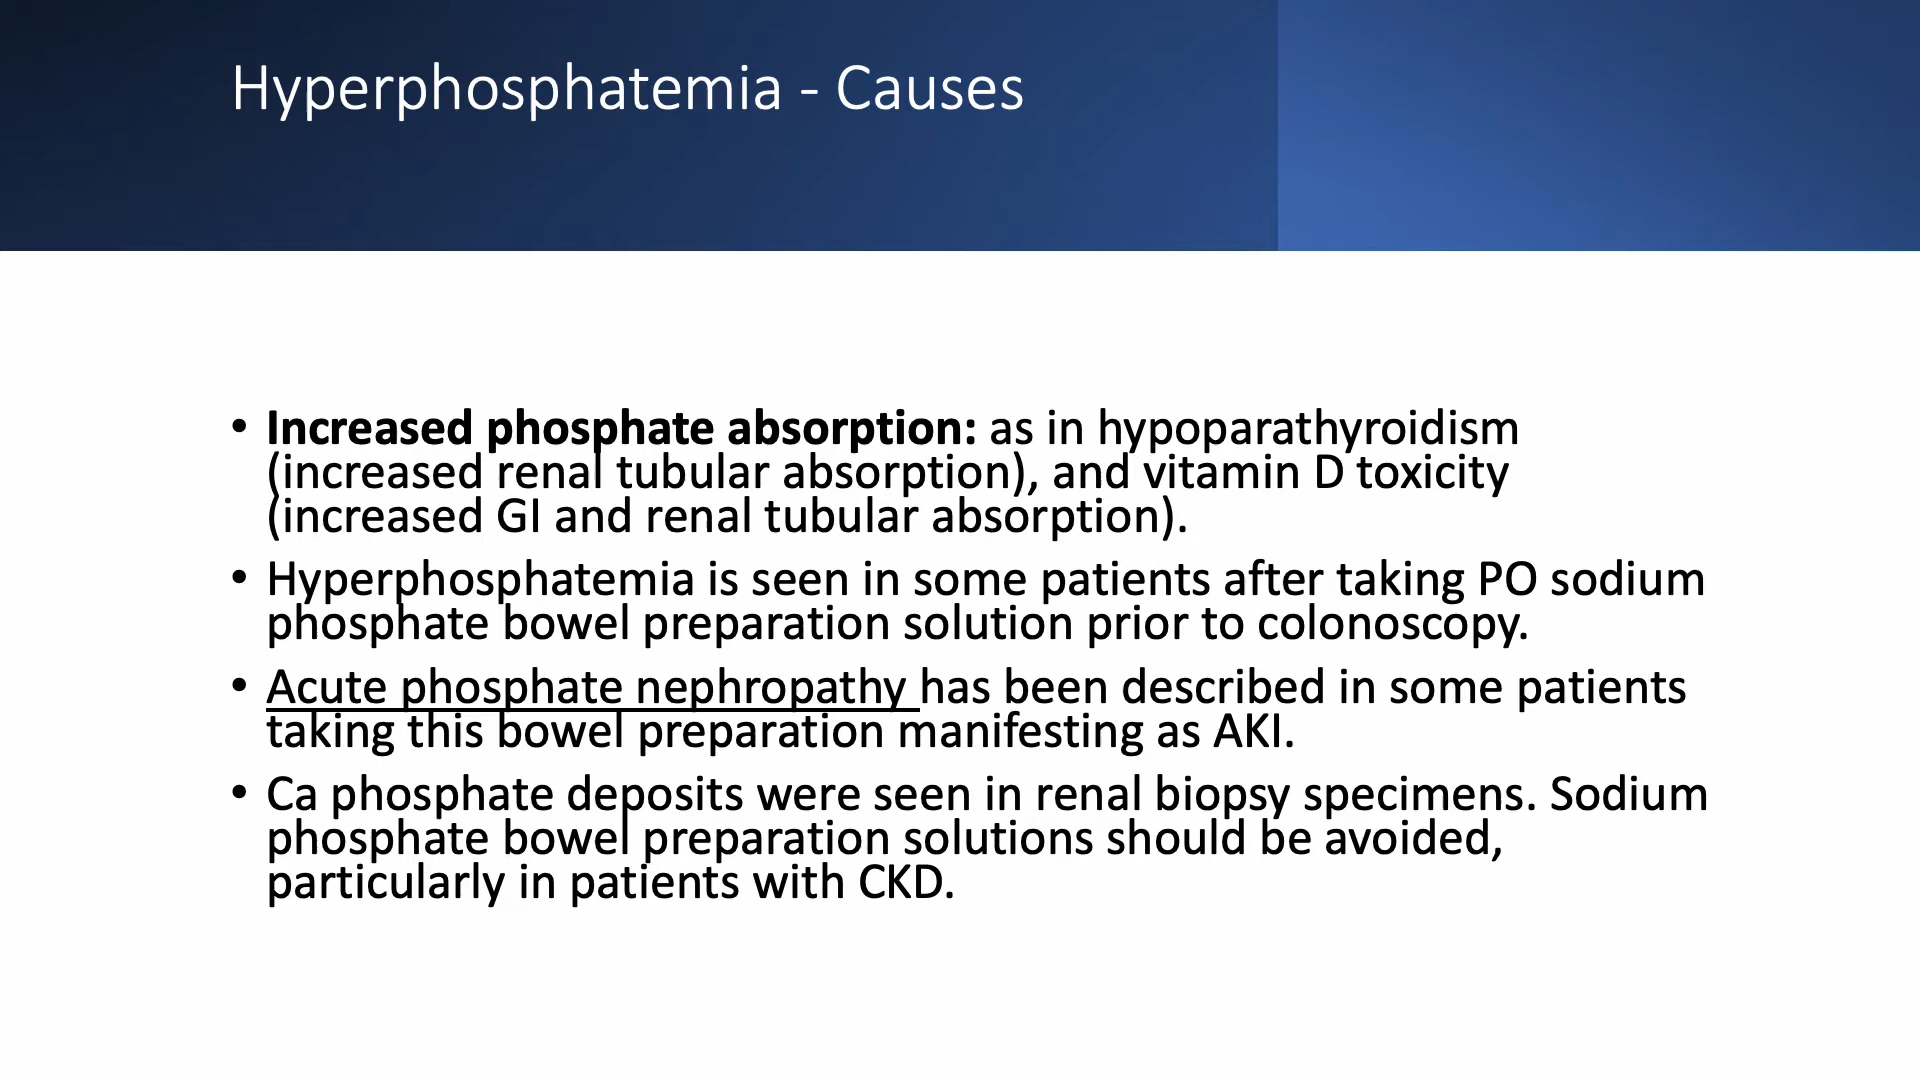 Hyperphosphatemia - Causes
• Increased phosphate absorption: as in hypoparathyroidism
(increased renal tubular absorption), and vitamin D toxicity
(increased GI and renal tubular absorption).
• Hyperphosphatemia is seen in some patients after taking PO sodium
phosphate bowel preparation solution prior to colonoscopy.
• Acute phosphate nephropathy has been described in some patients
taking this bowel preparation manifesting as AKI.
• Ca phosphate deposits were seen in renal biopsy specimens. Sodium
phosphate bowel preparation solutions should be avoided,
particularly in patients with CKD.